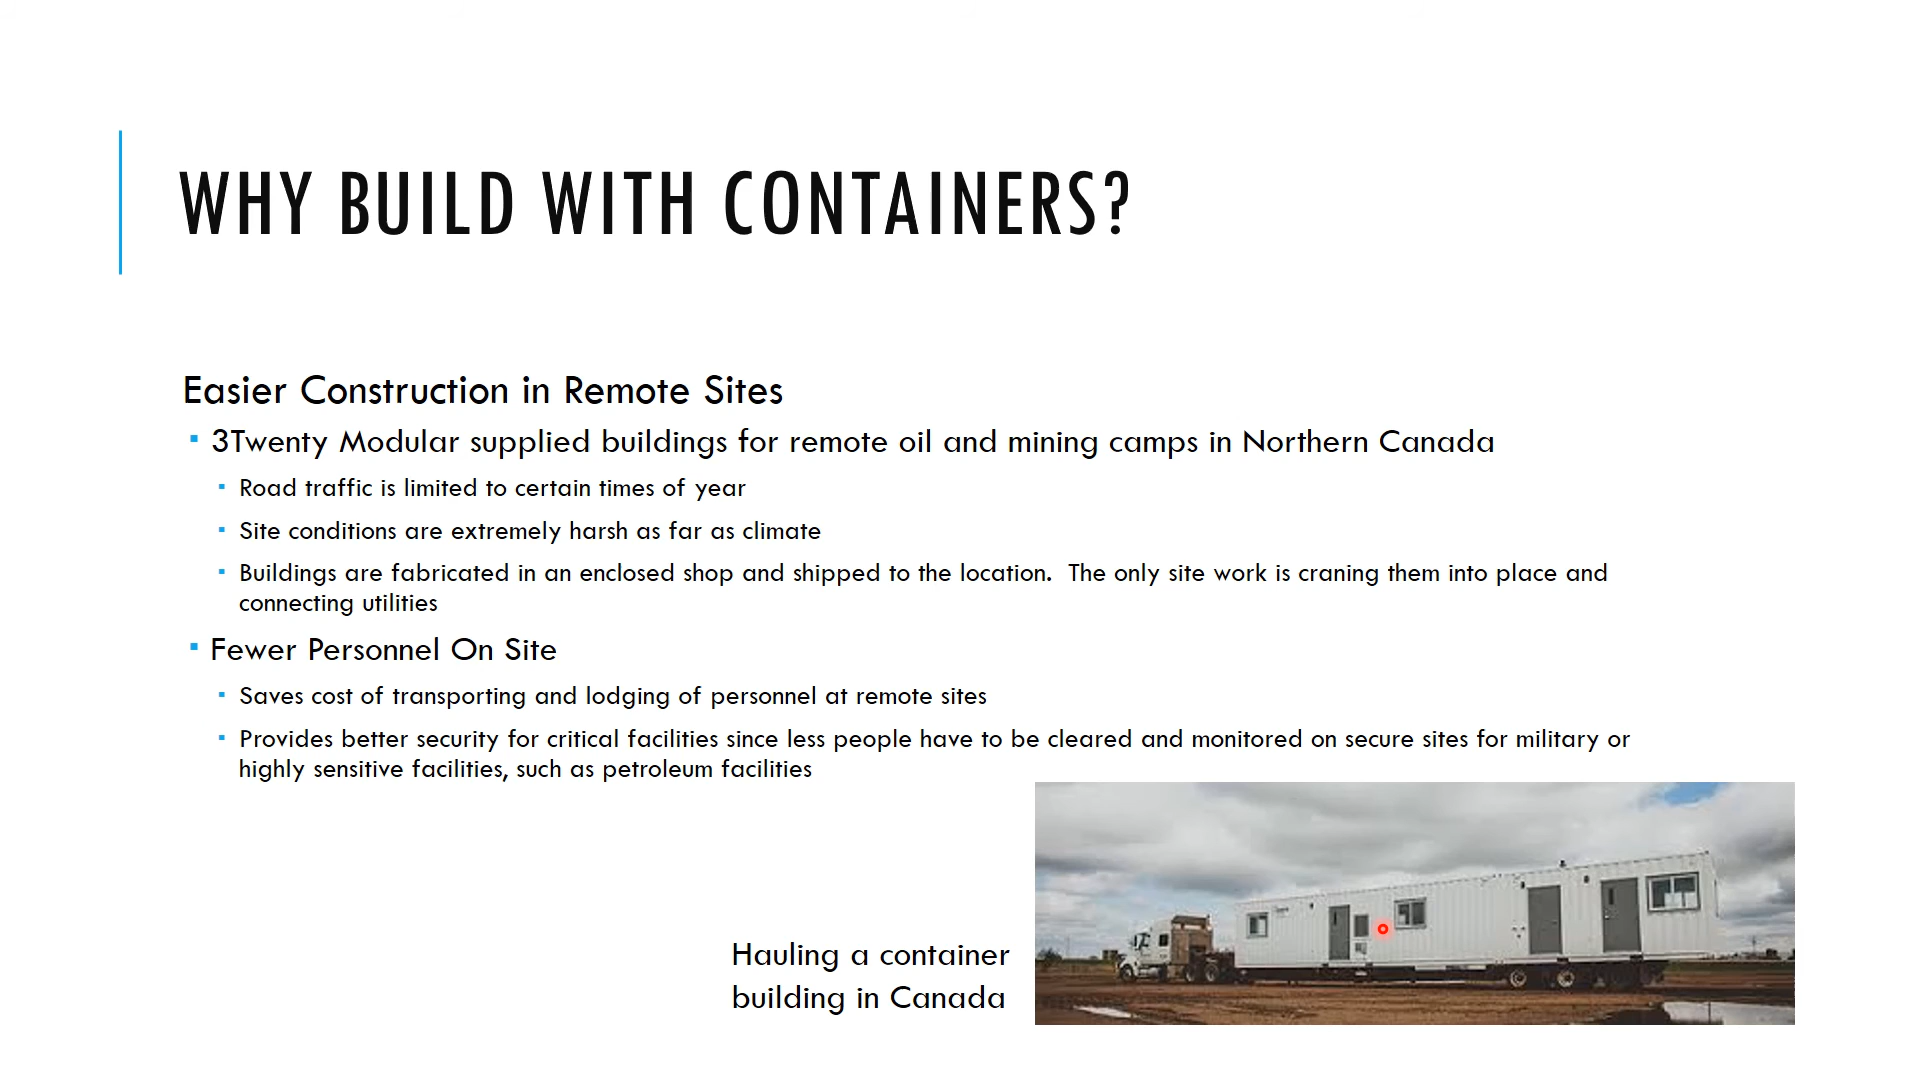 WHY BUILD WITH CONTAINERS?
Easier Construction in Remote Sites
▪ 3Twenty Modular supplied buildings for remote oil and mining camps in Northern Canada
▪ Road traffic is limited to certain times of year
▪ Site conditions are extremely harsh as far as climate
▪ Buildings are fabricated in an enclosed shop and shipped to the location.  The only site work is craning them into place and
connecting utilities
▪ Fewer Personnel On Site
▪ Saves cost of transporting and lodging of personnel at remote sites
▪ Provides better security for critical facilities since less people have to be cleared and monitored on secure sites for military or
highly sensitive facilities, such as petroleum facilities
Hauling a container
building in Canada